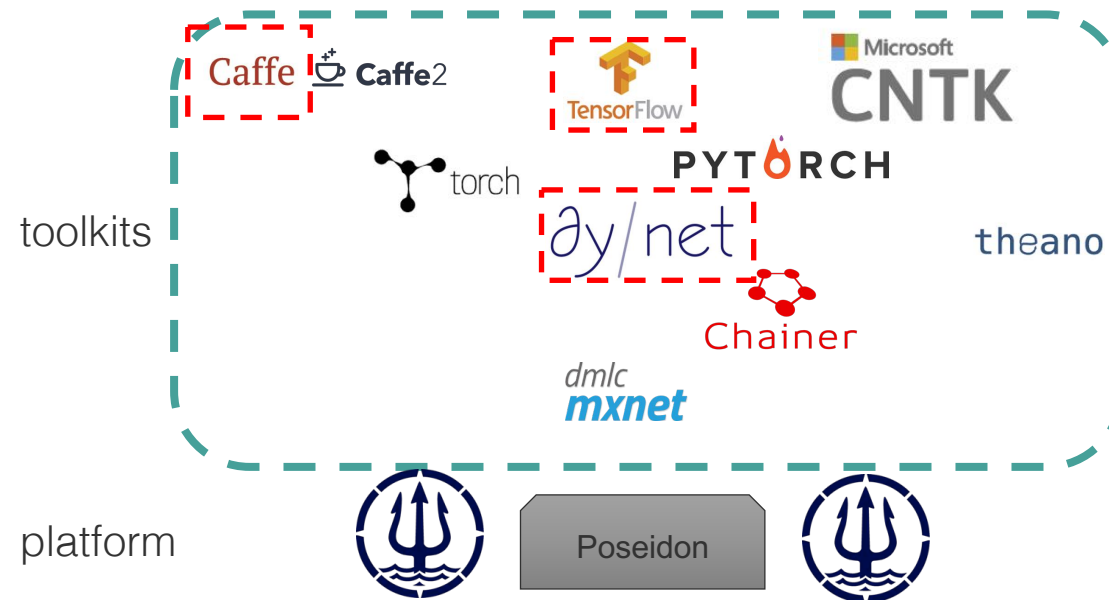 Caffe
Caffe2
TensorFlow
Microsoft
CNTK
torch
PYTORCH
toolkits
∂y/net
theano
Chainer
dmlc
mxnet
platform
Poseidon